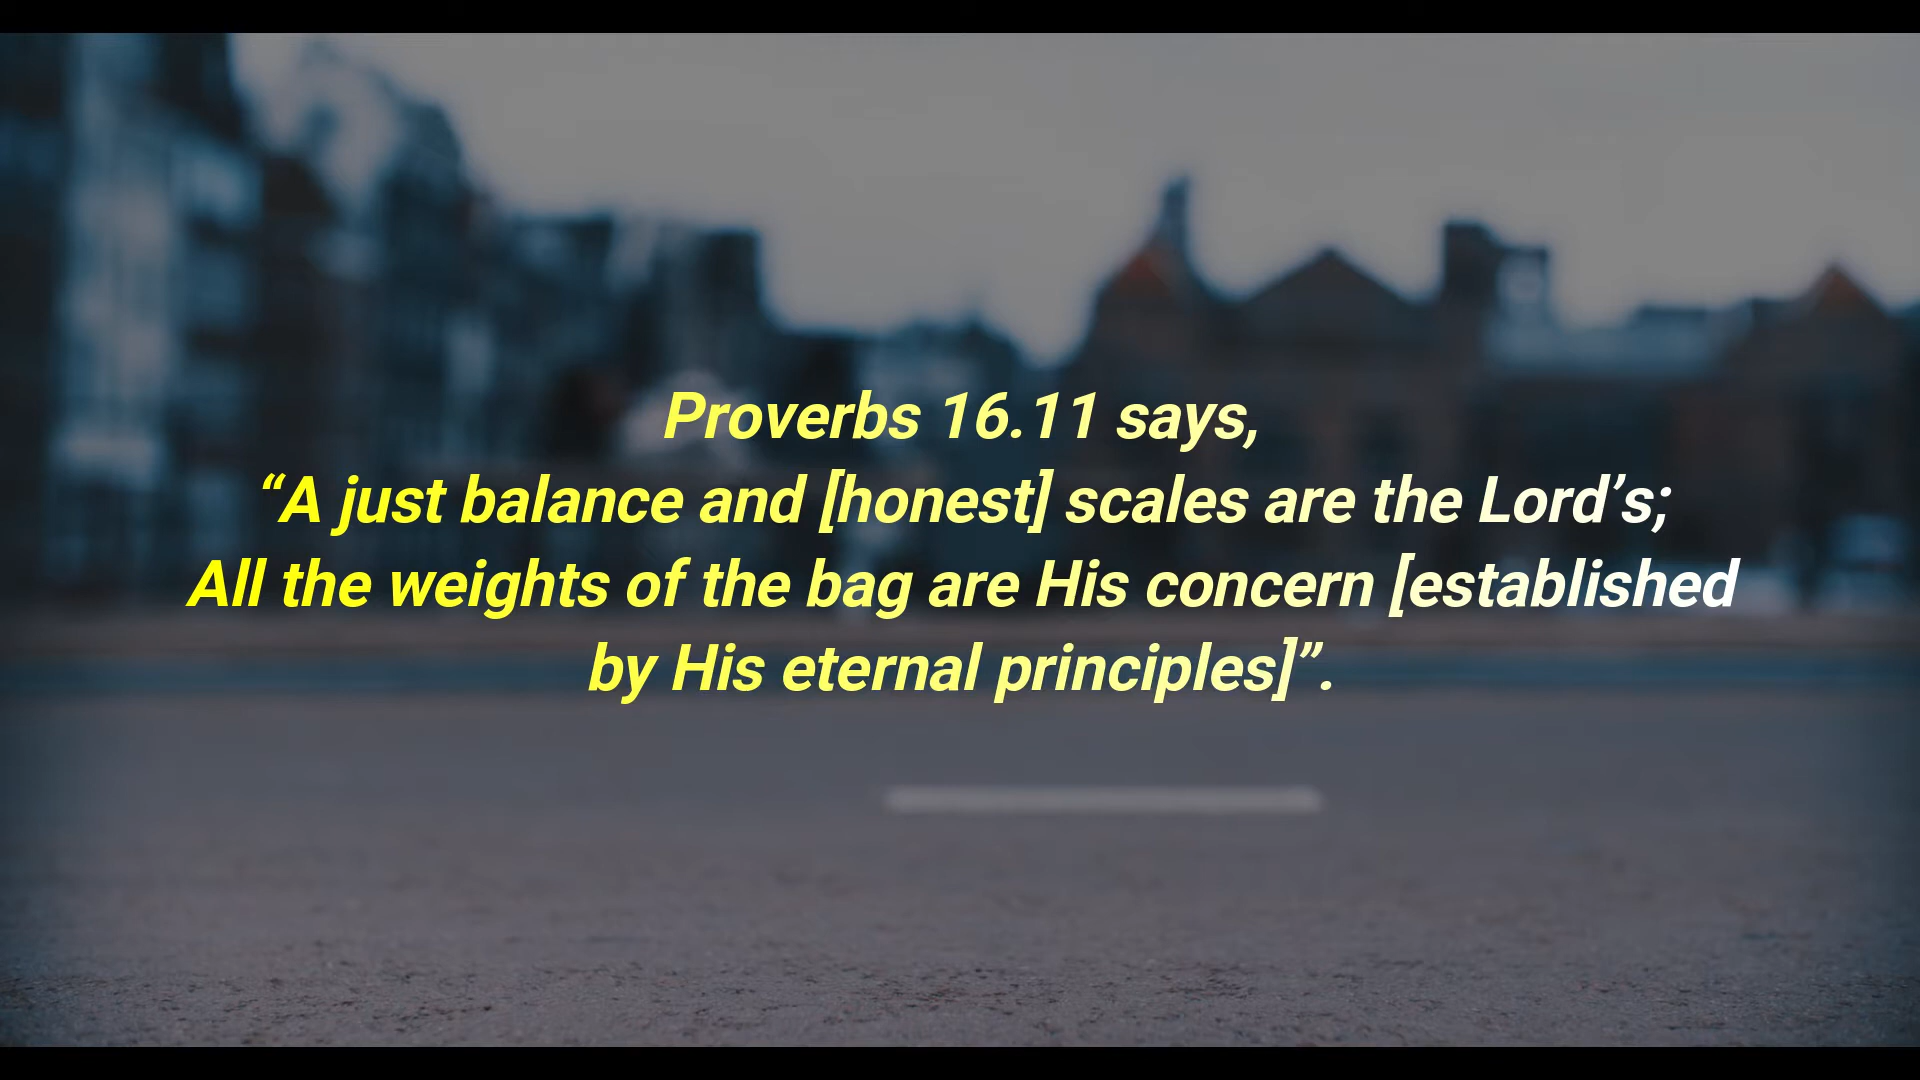 Proverbs 16.11 says,
“A just balance and [honest] scales are the Lord’s;
All the weights of the bag are His concern [established
by His eternal principles]”.